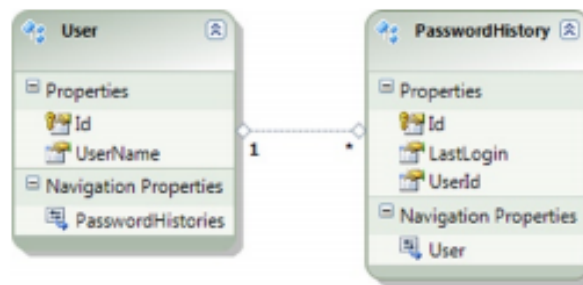 User
Properties
Id
UserName
Navigation Properties
PasswordHistories
1
*
PasswordHistory
Properties
Id
LastLogin
UserId
Navigation Properties
User